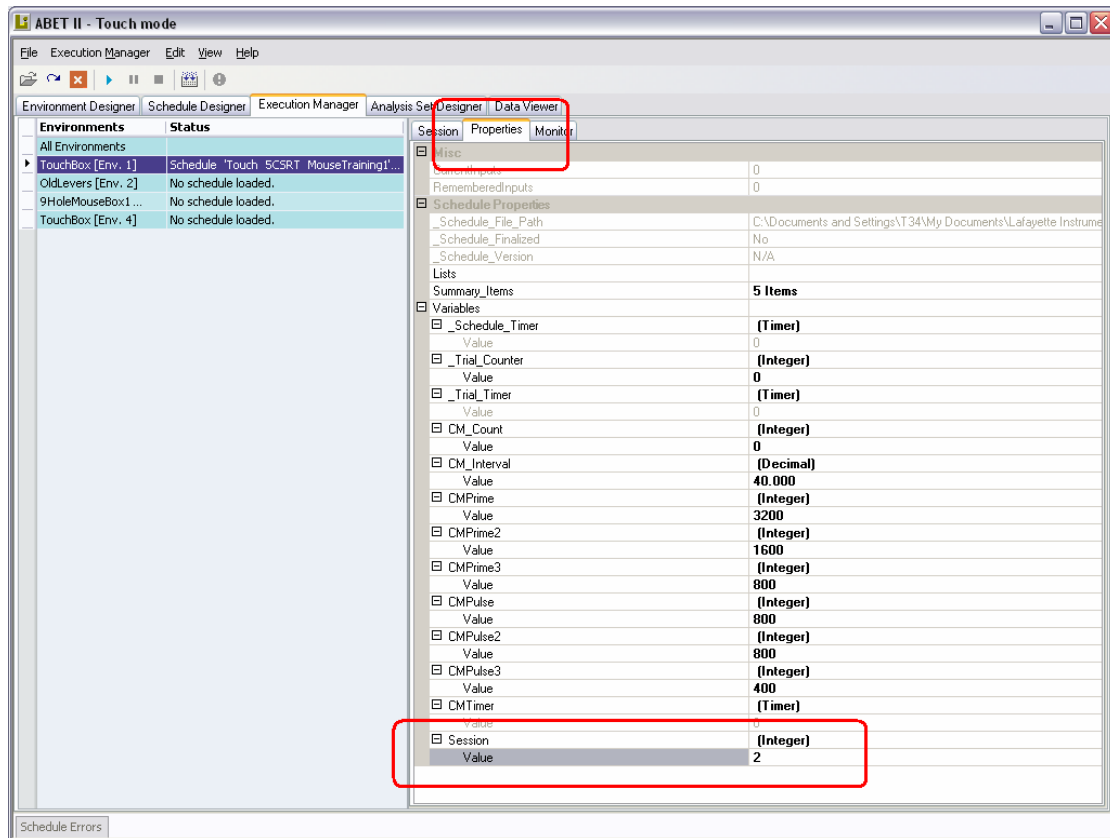 ABET II - Touch mode
File Execution Manager Edit View Help
Environment Designer Schedule Designer Execution Manager Analysis Set Designer Data Viewer
Environments Status
All Environments
TouchBox [Env. 1] Schedule 'Touch 5CSRT MouseTraining1'...
OldLevers [Env. 2] No schedule loaded.
9HoleMouseBox1 ... No schedule loaded.
TouchBox [Env. 4] No schedule loaded.
Session Properties Monitor
Misc
CurrentInputs 0
RememberedInputs 0
Schedule Properties
_Schedule_File_Path C:\Documents and Settings\T34\My Documents\Lafayette Instrume
_Schedule_Finalized No
_Schedule_Version N/A
Lists
Summary_Items 5 Items
Variables
_Schedule_Timer (Timer)
Value 0
_Trial_Counter (Integer)
Value 0
_Trial_Timer (Timer)
Value 0
CM_Count (Integer)
Value 0
CM_Interval (Decimal)
Value 40.000
CMPrime (Integer)
Value 3200
CMPrime2 (Integer)
Value 1600
CMPrime3 (Integer)
Value 800
CMPulse (Integer)
Value 800
CMPulse2 (Integer)
Value 800
CMPulse3 (Integer)
Value 400
CMTimer (Timer)
Value 0
Session (Integer)
Value 2
Schedule Errors